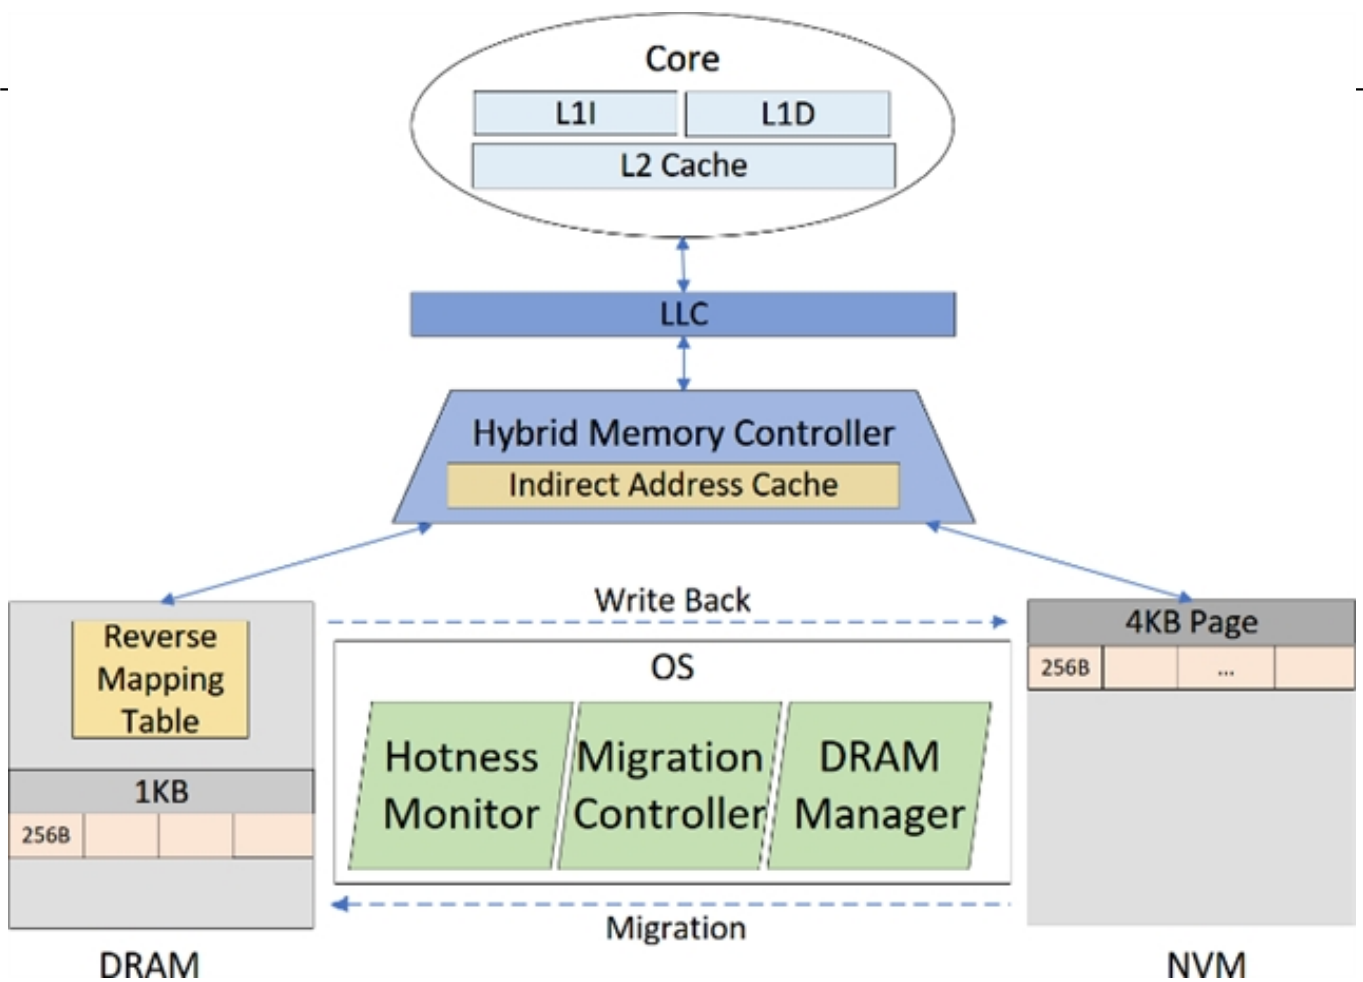 Core
L1I
L1D
L2 Cache
LLC
Hybrid Memory Controller
Indirect Address Cache
Write Back
Reverse
Mapping
Table
1KB
256B
DRAM
OS
Hotness
Monitor
Migration
Controller
DRAM
Manager
Migration
4KB Page
256B
...
NVM